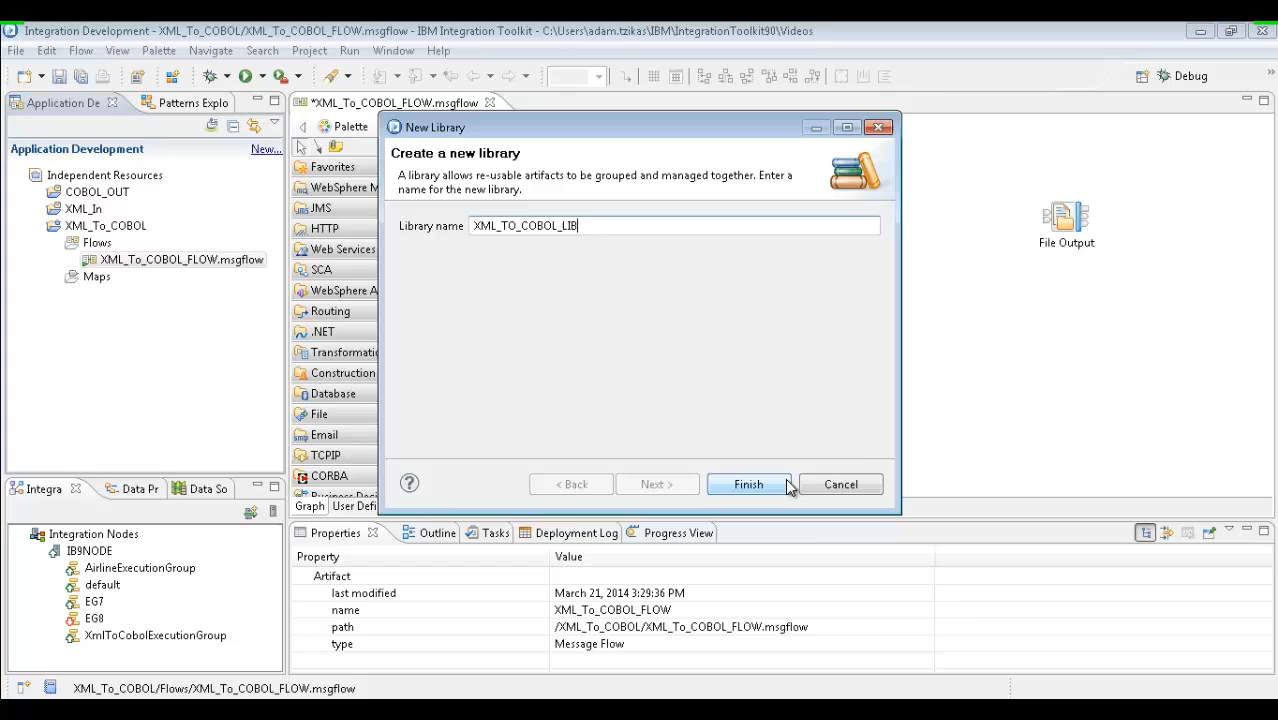 Integration Development - XML_To_COBOL/XML_To_COBOL_FLOW.msgflow - IBM Integration Toolkit - C:\Users\adam.tzikas\IBM\IntegrationToolkit90\Videos
File Edit Flow View Palette Navigate Search Project Run Window Help
Debug
Application De
Patterns Explo
*XML_To_COBOL_FLOW.msgflow
Application Development
New...
Independent Resources
COBOL_OUT
XML_In
XML_To_COBOL
Flows
XML_To_COBOL_FLOW.msgflow
Maps
Palette
Favorites
WebSphere M
JMS
HTTP
Web Services
SCA
WebSphere A
Routing
.NET
Transformatio
Construction
Database
File
Email
TCPIP
CORBA
Graph User Defi
New Library
Create a new library
A library allows re-usable artifacts to be grouped and managed together. Enter a
name for the new library.
Library name XML_TO_COBOL_LIB
< Back Next > Finish Cancel
File Output
Integra Data Pr Data So
Integration Nodes
IB9NODE
AirlineExecutionGroup
default
EG7
EG8
XmlToCobolExecutionGroup
Properties Outline Tasks Deployment Log Progress View
Property Value
Artifact
last modified March 21, 2014 3:29:36 PM
name XML_To_COBOL_FLOW
path /XML_To_COBOL/XML_To_COBOL_FLOW.msgflow
type Message Flow
XML_To_COBOL/Flows/XML_To_COBOL_FLOW.msgflow